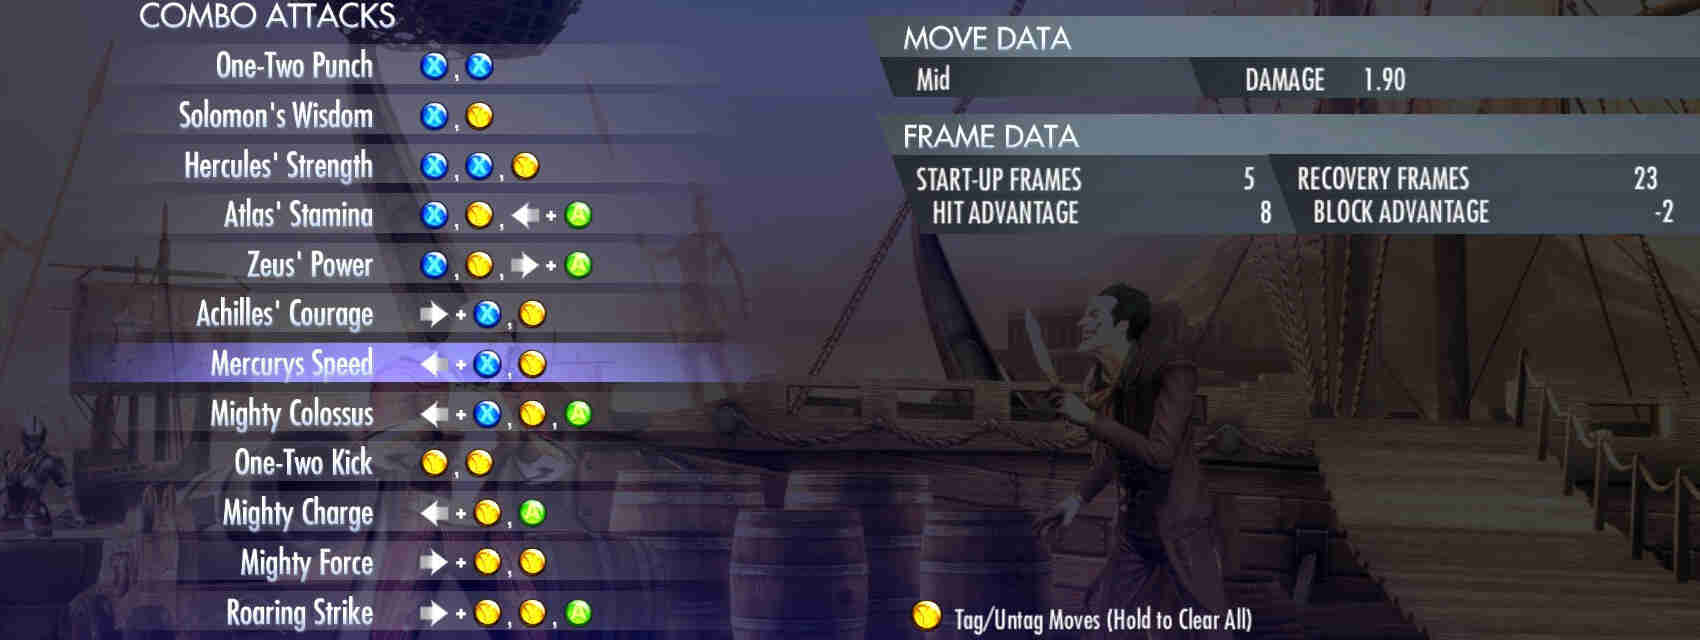 COMBO ATTACKS
One-Two Punch X , X
Solomon's Wisdom X , Y
Hercules' Strength X , X , Y
Atlas' Stamina X , Y , ← + A
Zeus' Power X , Y , → + A
Achilles' Courage → + X , Y
Mercurys Speed ← + X , Y
Mighty Colossus ← + X , Y , A
One-Two Kick Y , Y
Mighty Charge ← + Y , A
Mighty Force → + Y , Y
Roaring Strike → + Y , Y , A
MOVE DATA
Mid DAMAGE 1.90
FRAME DATA
START-UP FRAMES 5 RECOVERY FRAMES 23
HIT ADVANTAGE 8 BLOCK ADVANTAGE -2
Y Tag/Untag Moves (Hold to Clear All)